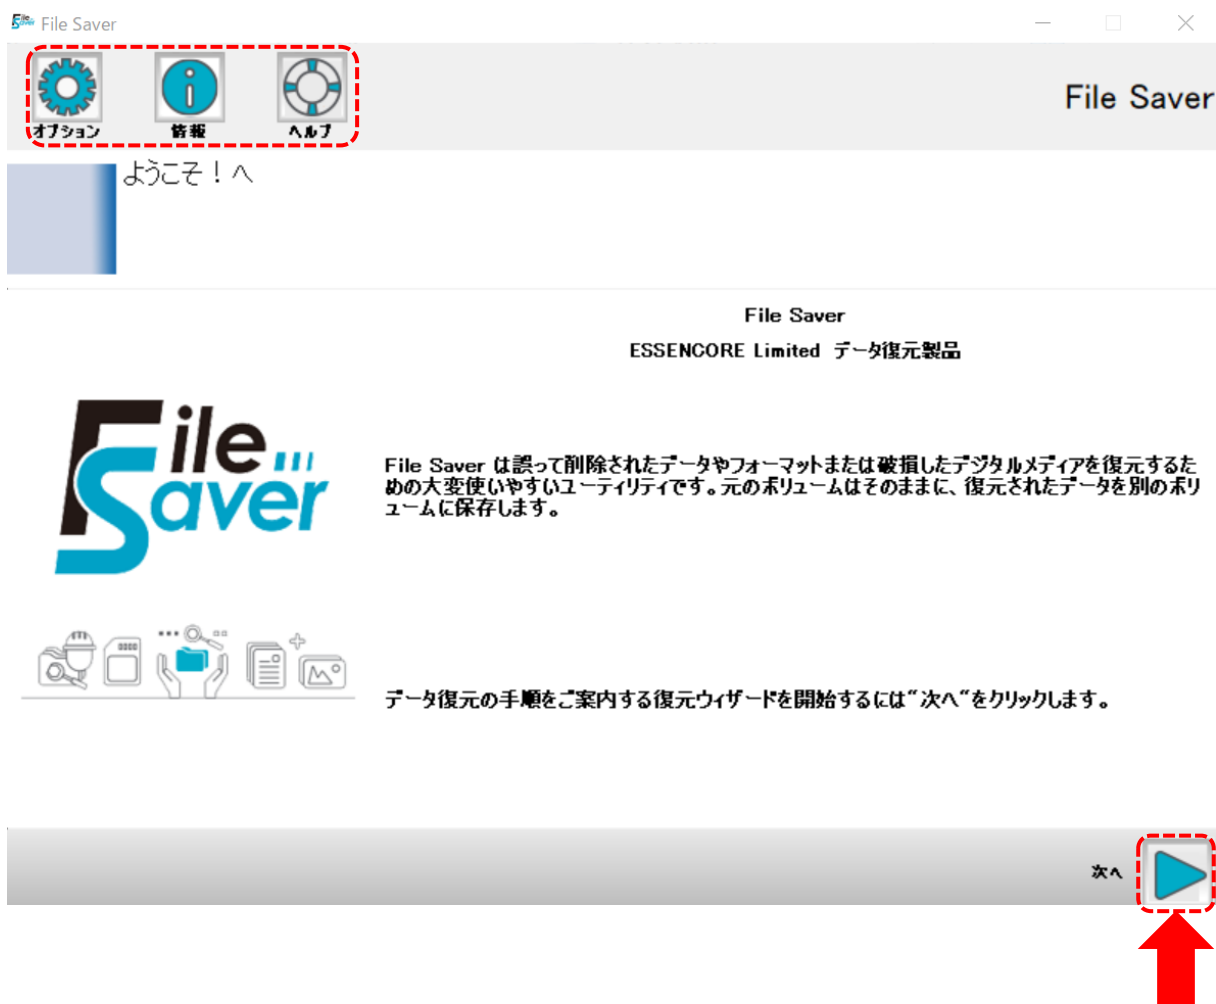 File Saver
File Saver
オプション 情報 ヘルプ
File Saver
ようこそ！へ
File Saver
ESSENCORE Limited データ復元製品
File Saver
File Saver は誤って削除されたデータやフォーマットまたは破損したデジタルメディアを復元するた
めの大変使いやすいユーティリティです。元のボリュームはそのままに、復元されたデータを別のボリ
ュームに保存します。
データ復元の手順をご案内する復元ウィザードを開始するには“次へ“をクリックします。
次へ